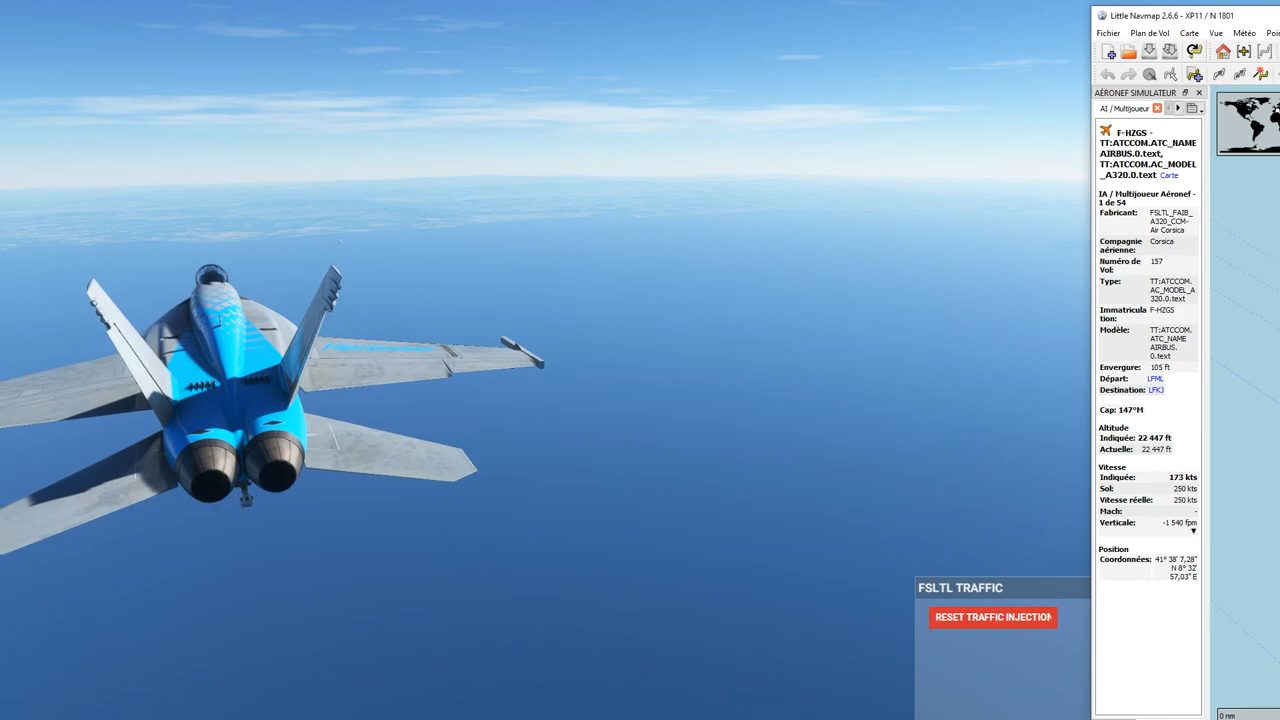 Little Navmap 2.6.6 - XP11 / N 1801
Fichier Plan de Vol Carte Vue Météo Poi
AÉRONEF SIMULATEUR
AI / Multijoueur
F-HZGS -
TT:ATCCOM.ATC_NAME
AIRBUS.0.text,
TT:ATCCOM.AC_MODEL
_A320.0.text Carte
IA / Multijoueur Aéronef -
1 de 54
Fabricant: FSLTL_FAIB_
A320_CCM-
Air Corsica
Compagnie aérienne: Corsica
Numéro de Vol: 157
Type: TT:ATCCOM.
AC_MODEL_A
320.0.text
Immatricula
tion: F-HZGS
Modèle: TT:ATCCOM.
ATC_NAME
AIRBUS.
0.text
Envergure: 105 ft
Départ: LFML
Destination: LFKJ
Cap: 147°M
Altitude
Indiquée: 22 447 ft
Actuelle: 22 447 ft
Vitesse
Indiquée: 173 kts
Sol: 250 kts
Vitesse réelle: 250 kts
Mach: -
Verticale: -1 540 fpm
▼
Position
Coordonnées: 41° 38' 7,28"
N 8° 32'
57,03" E
FSLTL TRAFFIC
RESET TRAFFIC INJECTION
0 nm